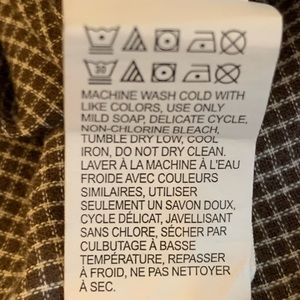 30
MACHINE WASH COLD WITH
LIKE COLORS, USE ONLY
MILD SOAP, DELICATE CYCLE,
NON-CHLORINE BLEACH,
TUMBLE DRY LOW, COOL
IRON, DO NOT DRY CLEAN.
LAVER À LA MACHINE À L'EAU
FROIDE AVEC COULEURS
SIMILAIRES, UTILISER
SEULEMENT UN SAVON DOUX,
CYCLE DÉLICAT, JAVELLISANT
SANS CHLORE, SÉCHER PAR
CULBUTAGE À BASSE
TEMPÉRATURE, REPASSER
À FROID, NE PAS NETTOYER
À SEC.